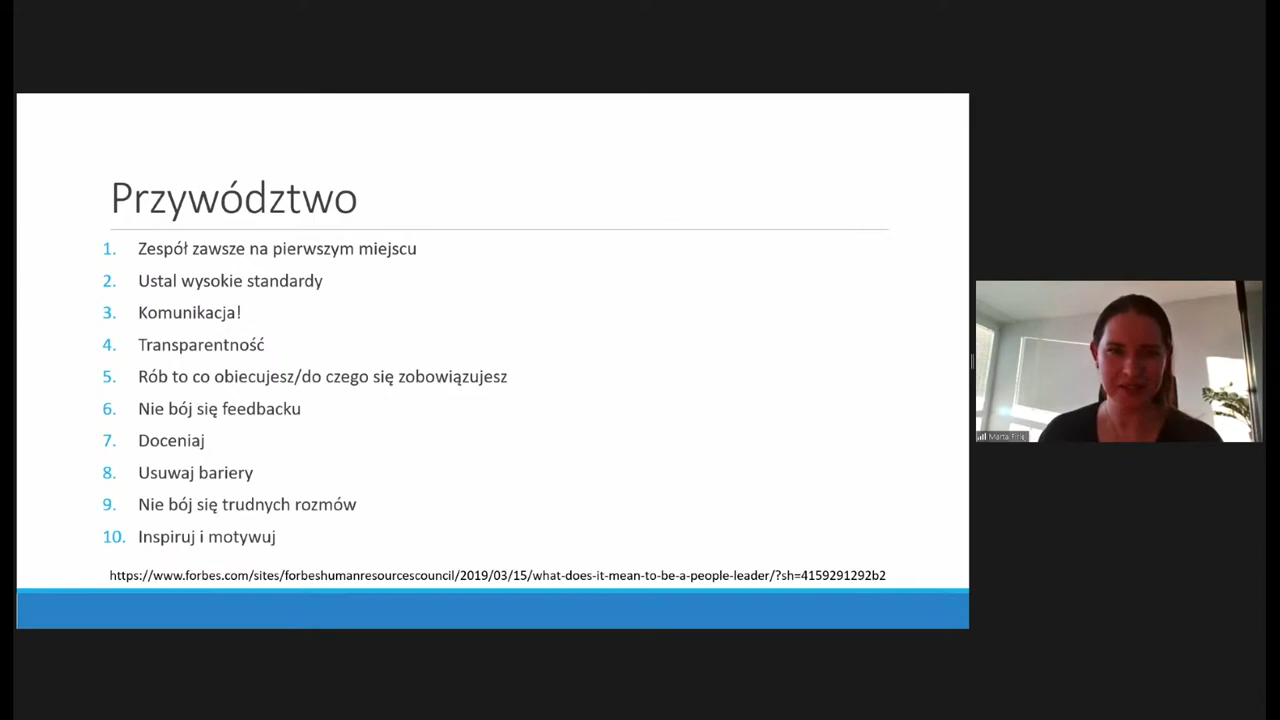 Przywództwo
1. Zespół zawsze na pierwszym miejscu
2. Ustal wysokie standardy
3. Komunikacja!
4. Transparentność
5. Rób to co obiecujesz/do czego się zobowiązujesz
6. Nie bój się feedbacku
7. Doceniaj
8. Usuwaj bariery
9. Nie bój się trudnych rozmów
10. Inspiruj i motywuj
https://www.forbes.com/sites/forbeshumanresourcescouncil/2019/03/15/what-does-it-mean-to-be-a-people-leader/?sh=4159291292b2
Marta